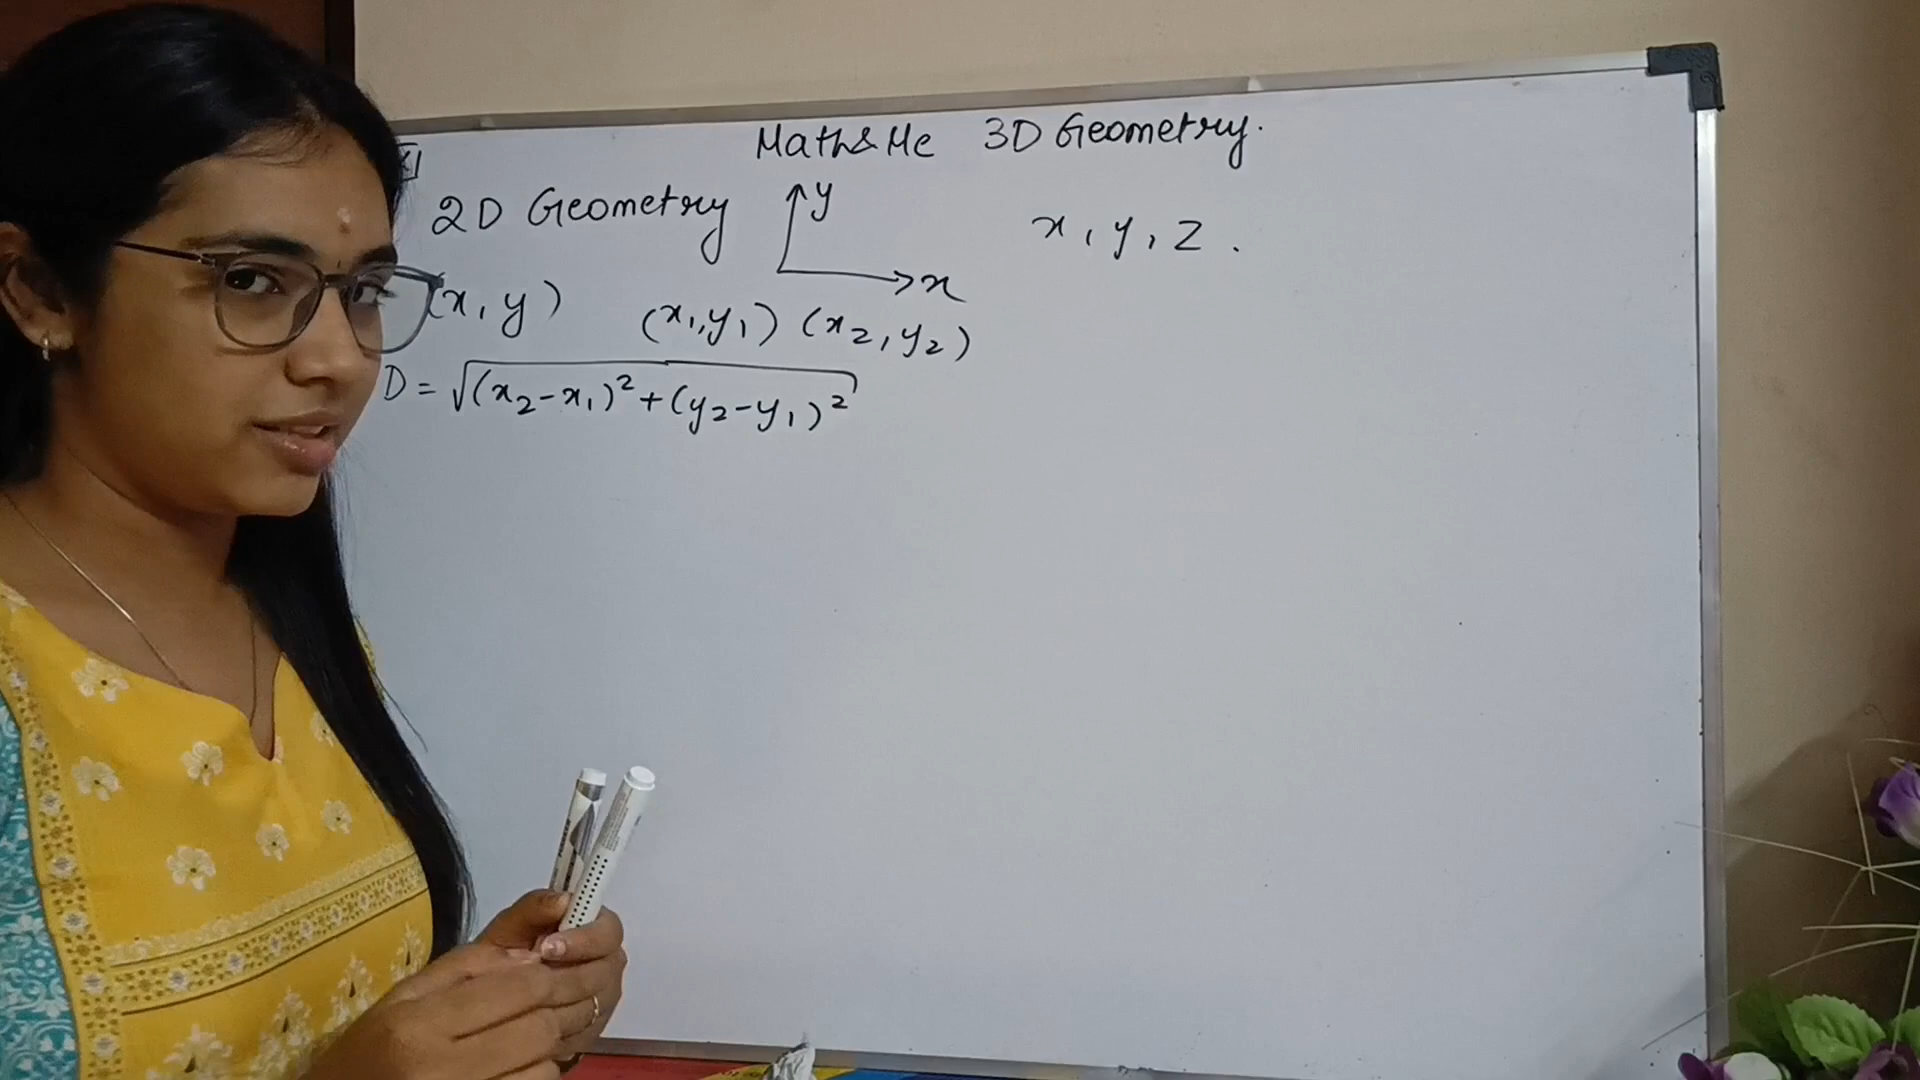 Math&Me 3D Geometry.
2D Geometry y x
x, y, z.
(x, y) (x₁, y₁) (x₂, y₂)
D = √(x₂-x₁)²+(y₂-y₁)²